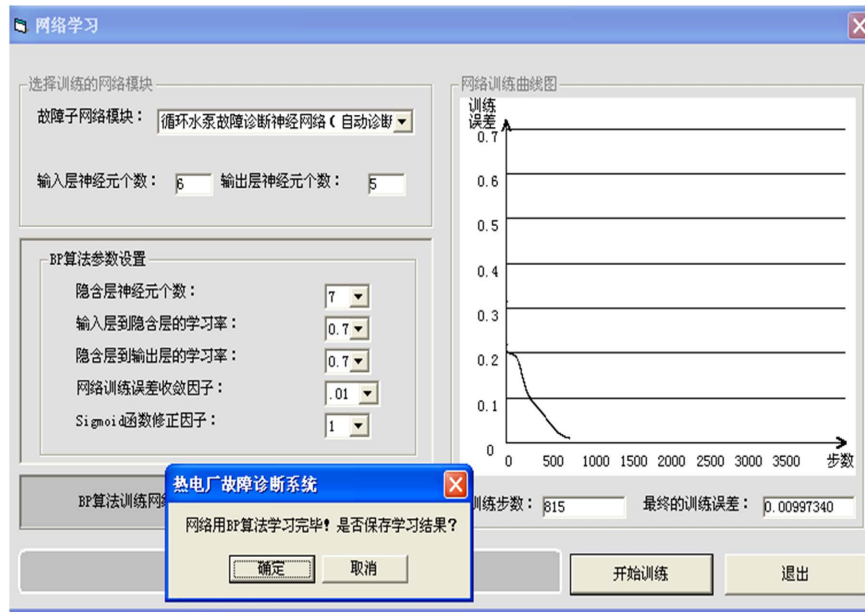 网络学习
选择训练的网络模块
故障子网络模块： 循环水泵故障诊断神经网络(自动诊断
输入层神经元个数： 6 输出层神经元个数： 5
BP算法参数设置
隐含层神经元个数： 7
输入层到隐含层的学习率： 0.7
隐含层到输出层的学习率： 0.7
网络训练误差收敛因子： .01
Sigmoid函数修正因子： 1
BP算法训练网络
网络训练曲线图
训练
误差
0.7
0.6
0.5
0.4
0.3
0.2
0.1
0
0 500 1000 1500 2000 2500 3000 3500 步数
训练步数： 815 最终的训练误差： 0.00997340
热电厂故障诊断系统
网络用BP算法学习完毕!是否保存学习结果?
确定 取消
开始训练 退出